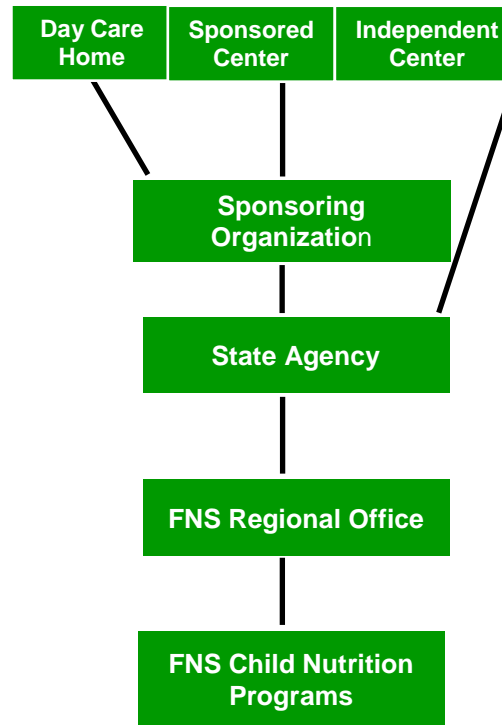 Day Care
Home
Sponsored
Center
Independent
Center
Sponsoring
Organization
State Agency
FNS Regional Office
FNS Child Nutrition
Programs